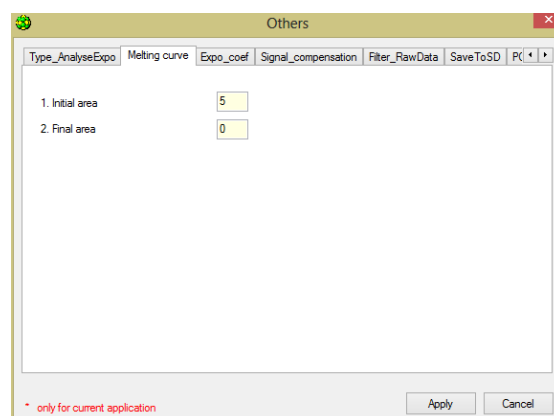 Others
Type_AnalyseExpo Melting curve Expo_coef Signal_compensation Filter_RawData SaveToSD
1. Initial area 5
2. Final area 0
* only for current application
Apply Cancel